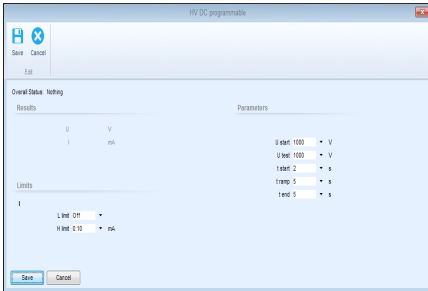 HV DC programmable
Save Cancel
Edit
Overall Status: Nothing
Results
U V
I mA
Limits
I
L limit Off
H limit 0.10 mA
Parameters
U start 1000 V
U test 1000 V
t start 2 s
t ramp 5 s
t end 5 s
Save Cancel